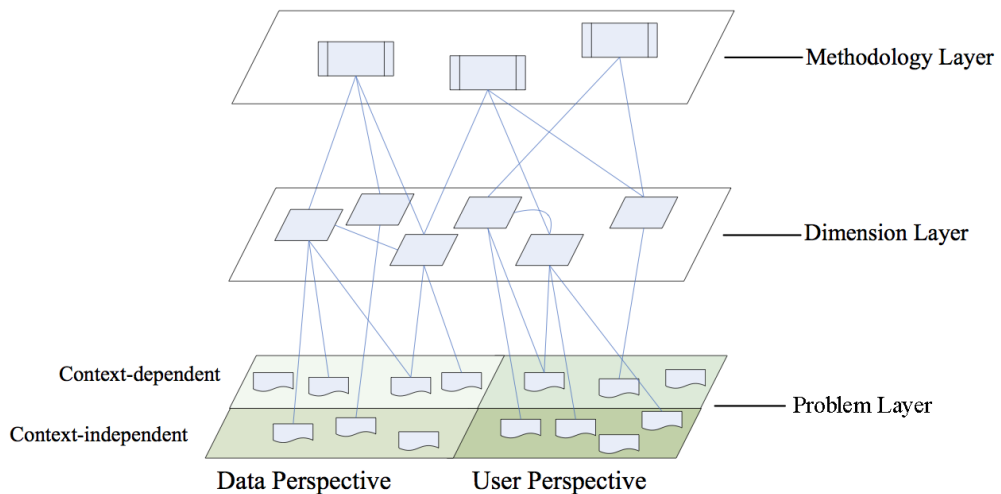 Methodology Layer
Dimension Layer
Context-dependent
Problem Layer
Context-independent
Data Perspective
User Perspective